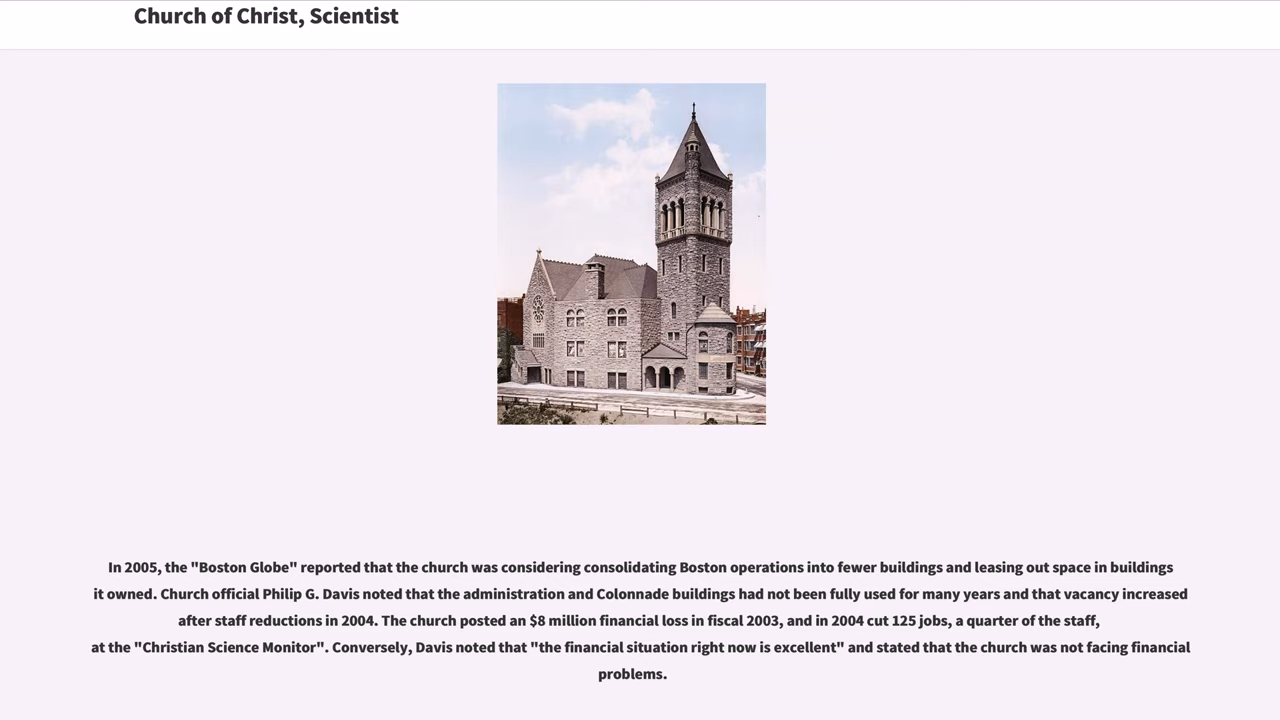 Church of Christ, Scientist
In 2005, the "Boston Globe" reported that the church was considering consolidating Boston operations into fewer buildings and leasing out space in buildings
it owned. Church official Philip G. Davis noted that the administration and Colonnade buildings had not been fully used for many years and that vacancy increased
after staff reductions in 2004. The church posted an $8 million financial loss in fiscal 2003, and in 2004 cut 125 jobs, a quarter of the staff,
at the "Christian Science Monitor". Conversely, Davis noted that "the financial situation right now is excellent" and stated that the church was not facing financial
problems.